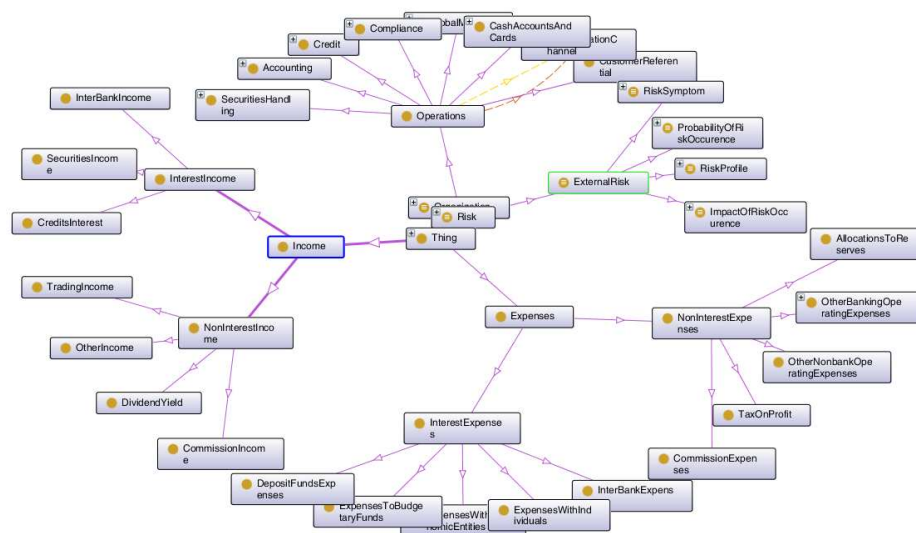 CashAccountsAnd
Cards
Compliance
Credit
Accounting
CustomerReferen
tial
InterBankIncome
SecuritiesHandl
ing
RiskSymptom
Operations
ProbabilityOfRi
skOccurence
SecuritiesIncom
e
InterestIncome
RiskProfile
ExternalRisk
CreditsInterest
Risk
ImpactOfRiskOcc
urence
Thing
Income
AllocationsToRe
serves
TradingIncome
OtherBankingOpe
ratingExpenses
Expenses
NonInterestExpe
nses
NonInterestInco
me
OtherIncome
OtherNonbankOpe
ratingExpenses
DividendYield
TaxOnProfit
InterestExpense
s
CommissionIncom
e
CommissionExpen
ses
DepositFundsExp
enses
InterBankExpens
ExpensesToBudge
taryFunds
ExpensesWithInd
ividuals